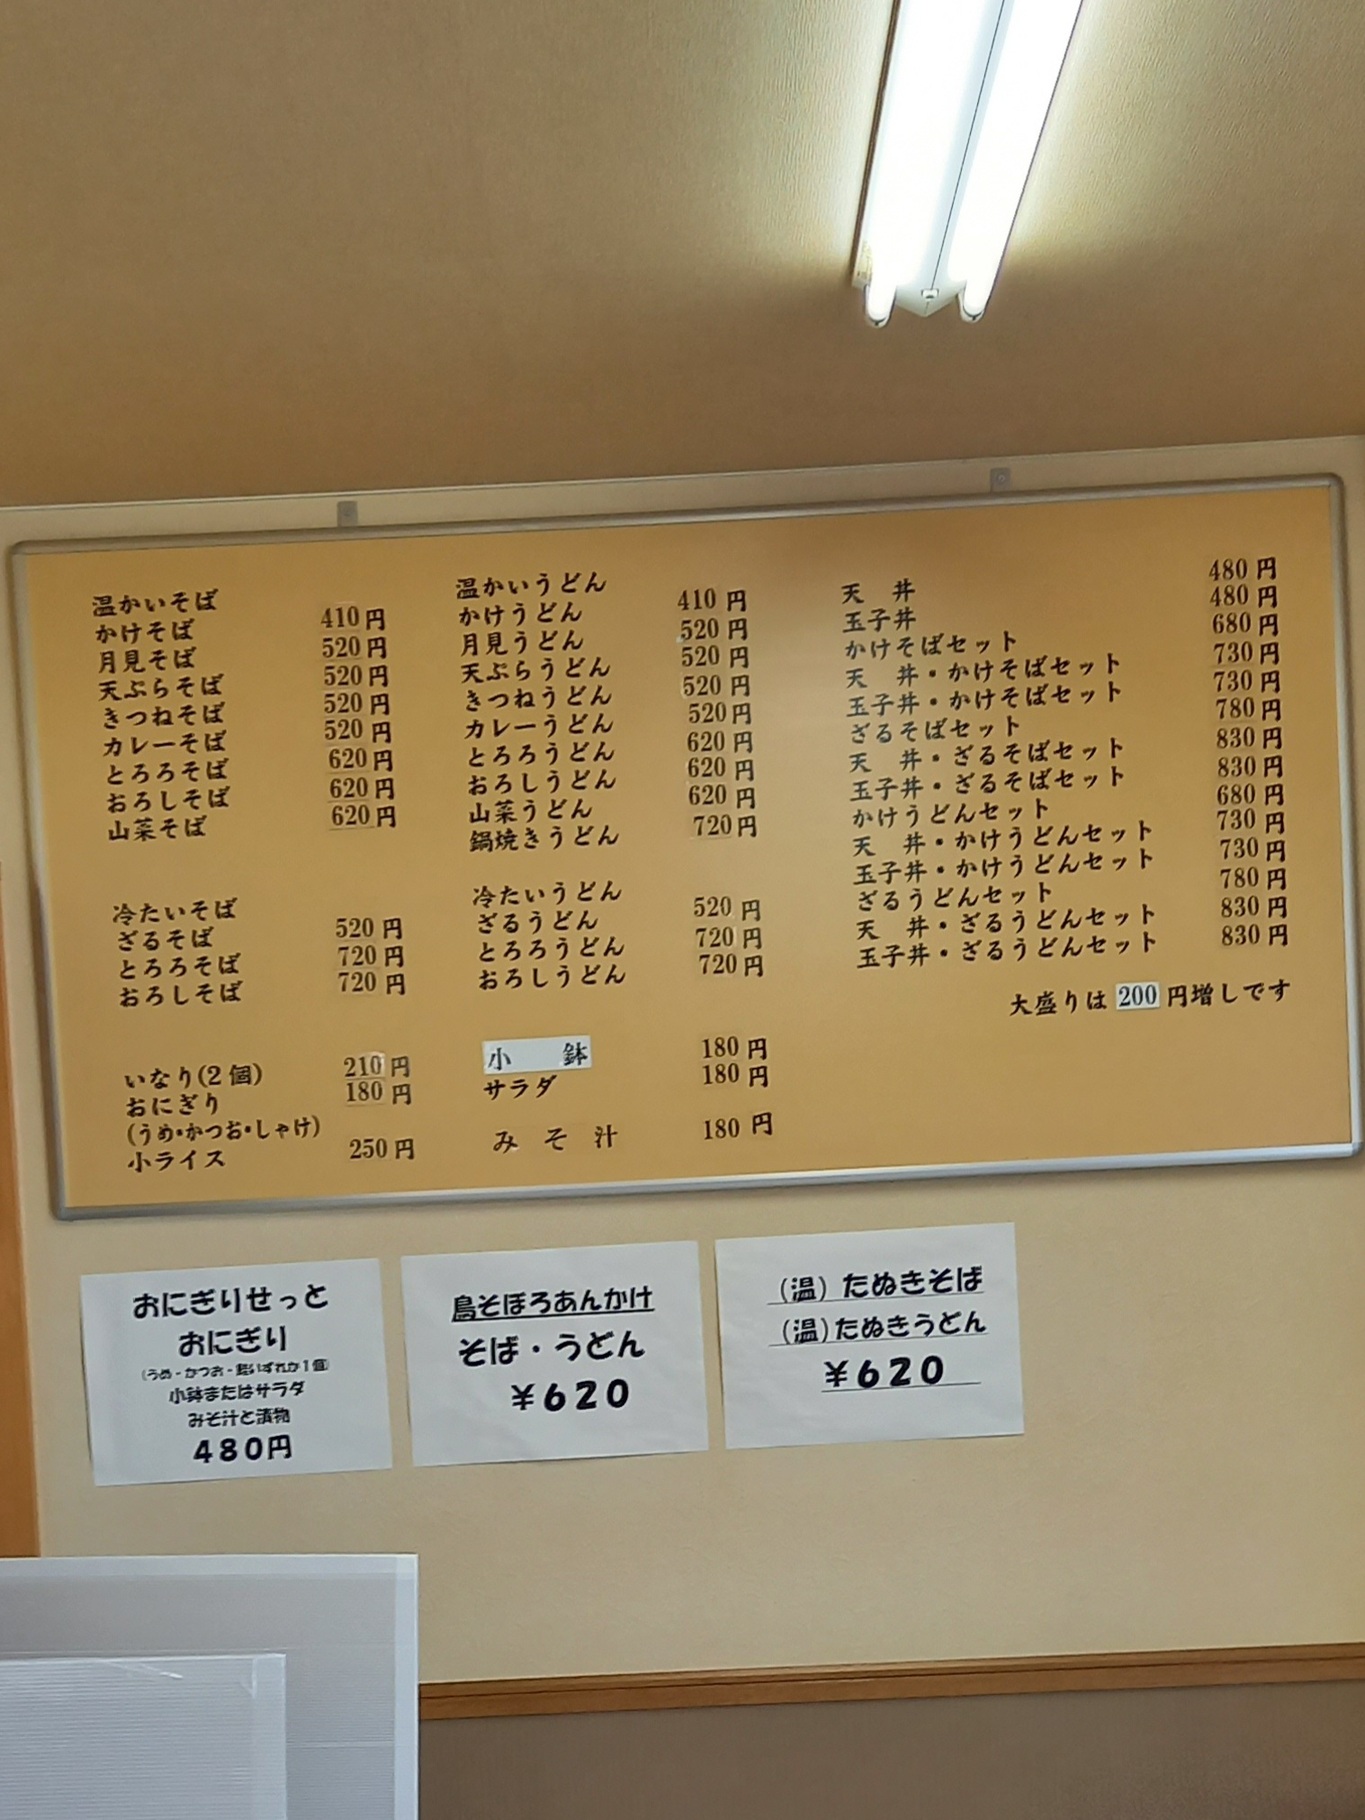 温かいそば
かけそば 410円
月見そば 520円
天ぷらそば 520円
きつねそば 520円
カレーそば 520円
とろろそば 620円
おろしそば 620円
山菜そば 620円
冷たいそば
ざるそば 520円
とろろそば 720円
おろしそば 720円
いなり(2個) 210円
おにぎり 180円
(うめ・かつお・しゃけ)
小ライス 250円
温かいうどん
かけうどん 410円
月見うどん 520円
天ぷらうどん 520円
きつねうどん 520円
カレーうどん 520円
とろろうどん 620円
おろしうどん 620円
山菜うどん 620円
鍋焼きうどん 720円
冷たいうどん
ざるうどん 520円
とろろうどん 720円
おろしうどん 720円
小 鉢 180円
サラダ 180円
みそ汁 180円
天 丼 480円
玉子丼 480円
かけそばセット 680円
天 丼・かけそばセット 730円
玉子丼・かけそばセット 730円
ざるそばセット 780円
天 丼・ざるそばセット 830円
玉子丼・ざるそばセット 830円
かけうどんセット 680円
天 丼・かけうどんセット 730円
玉子丼・かけうどんセット 730円
ざるうどんセット 780円
天 丼・ざるうどんセット 830円
玉子丼・ざるうどんセット 830円
大盛りは200円増しです
おにぎりせっと
おにぎり
(うめ-かつお-鮭いずれか1個)
小鉢またはサラダ
みそ汁と漬物
480円
鳥そぼろあんかけ
そば・うどん
￥620
(温)たぬきそば
(温)たぬきうどん
￥620